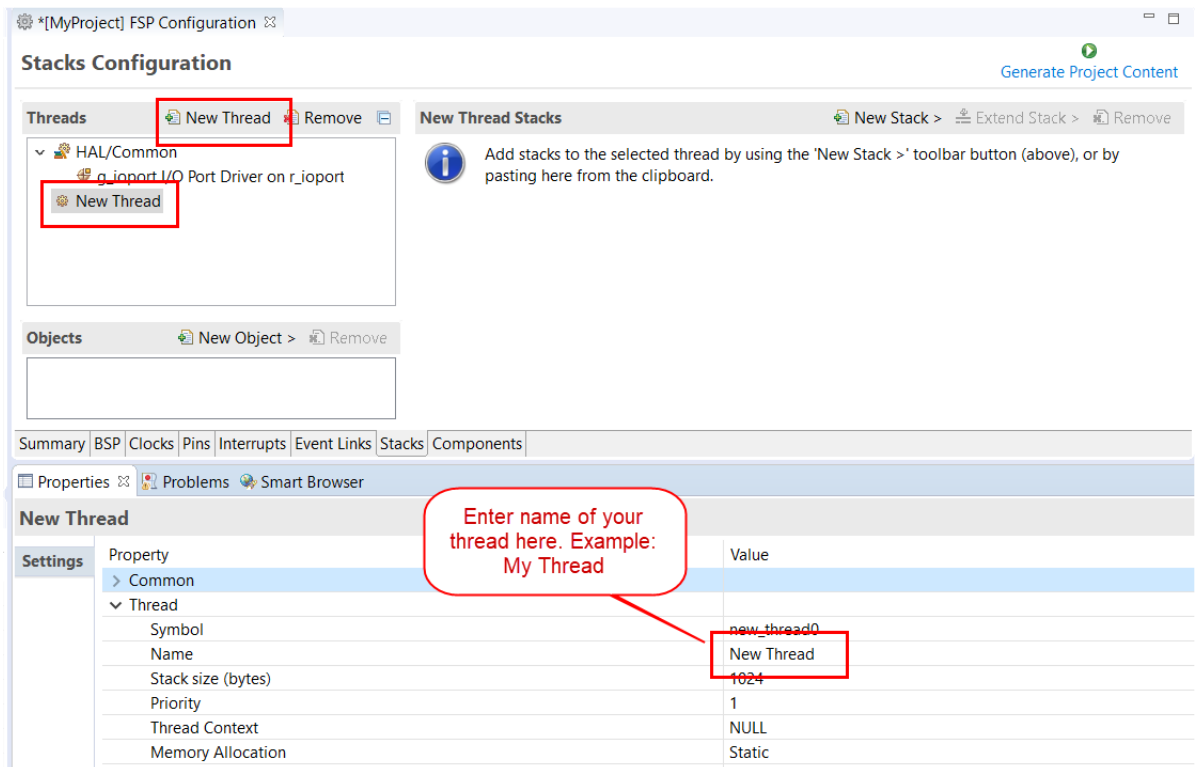 *[MyProject] FSP Configuration
Stacks Configuration
Generate Project Content
Threads New Thread Remove
New Thread Stacks New Stack > Extend Stack > Remove
HAL/Common
g_ioport I/O Port Driver on r_ioport
New Thread
Add stacks to the selected thread by using the 'New Stack >' toolbar button (above), or by
pasting here from the clipboard.
Objects New Object > Remove
Summary BSP Clocks Pins Interrupts Event Links Stacks Components
Properties Problems Smart Browser
New Thread
Enter name of your
thread here. Example:
My Thread
Settings
Property Value
> Common
Thread
Symbol new_thread0
Name New Thread
Stack size (bytes) 1024
Priority 1
Thread Context NULL
Memory Allocation Static